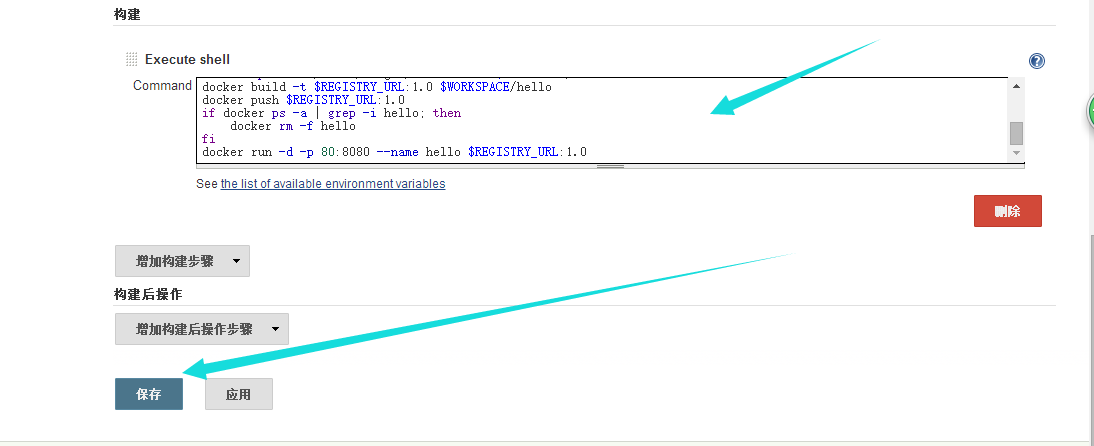 构建
Execute shell
Command
docker build -t $REGISTRY_URL:1.0 $WORKSPACE/hello
docker push $REGISTRY_URL:1.0
if docker ps -a | grep -i hello; then
    docker rm -f hello
fi
docker run -d -p 80:8080 --name hello $REGISTRY_URL:1.0
See the list of available environment variables
删除
增加构建步骤
构建后操作
增加构建后操作步骤
保存 应用